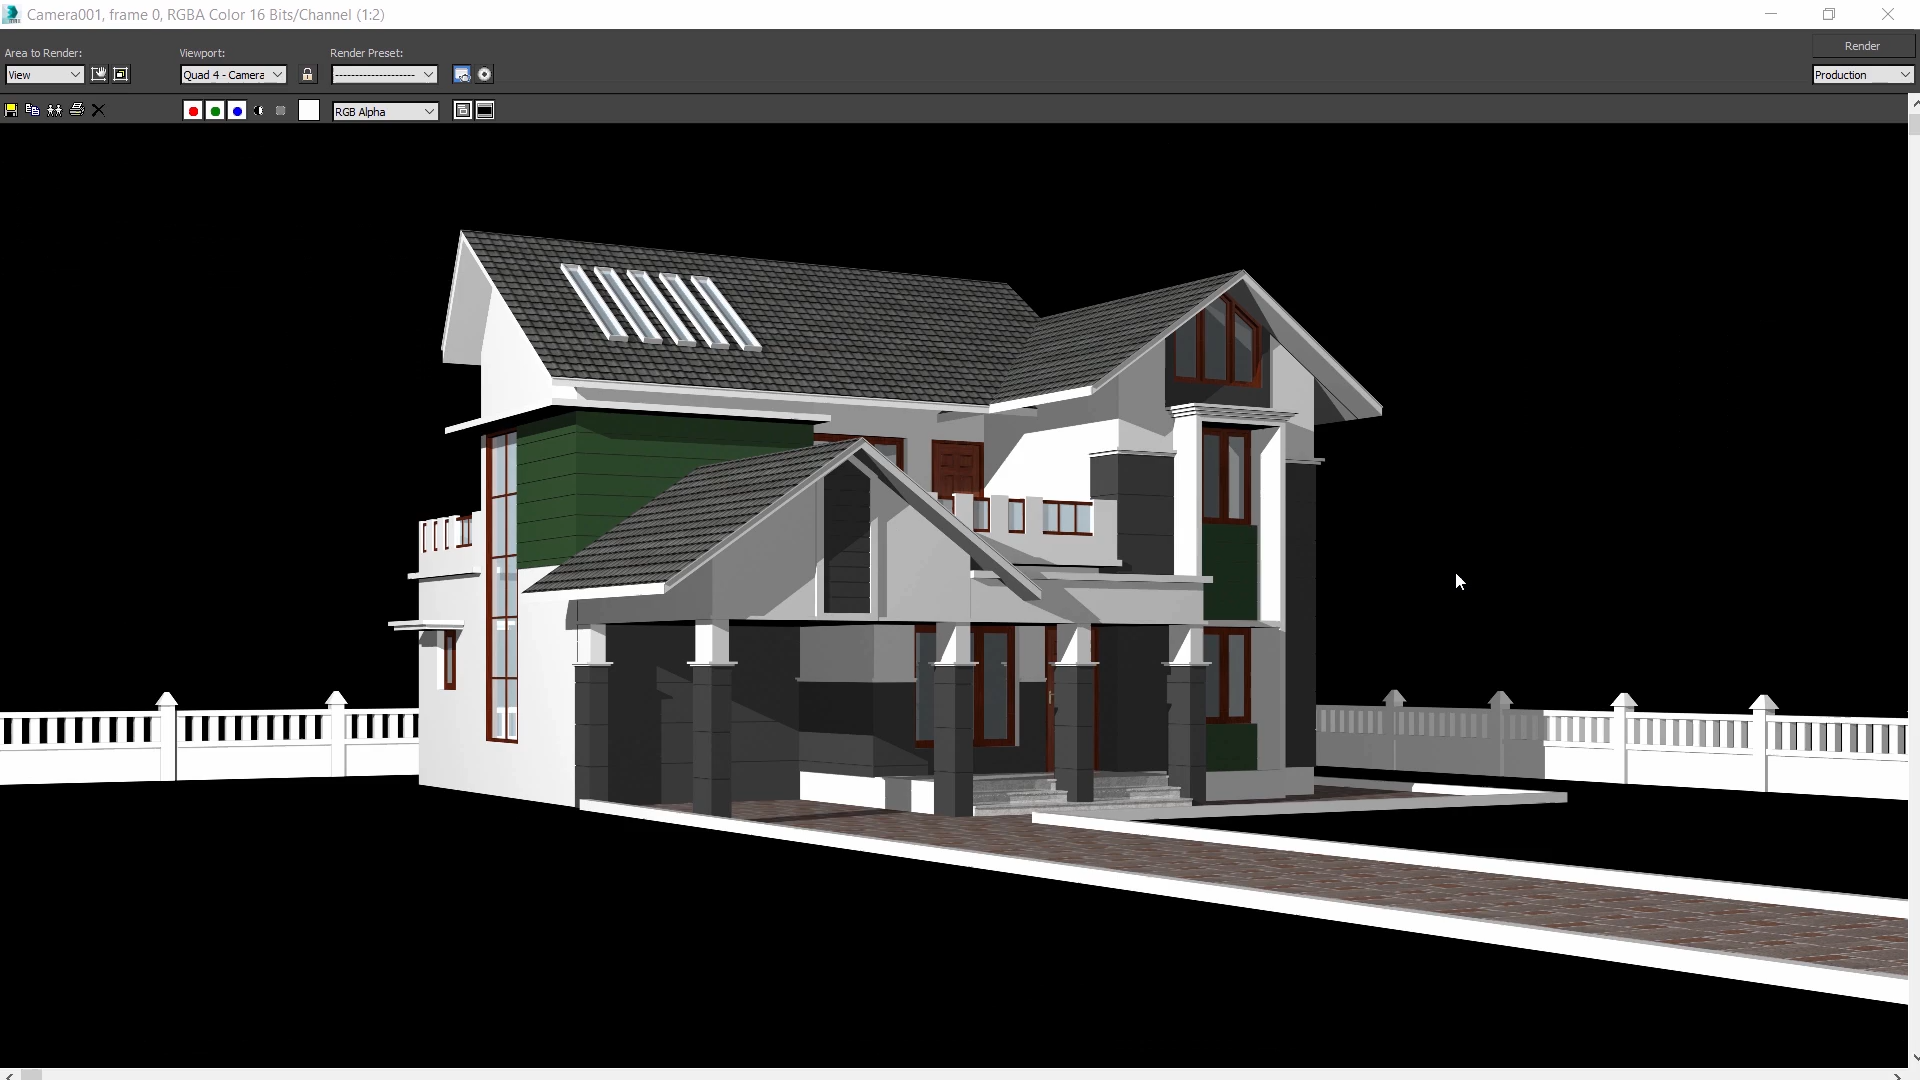 Camera001, frame 0, RGBA Color 16 Bits/Channel (1:2)
Area to Render:
Viewport:
Render Preset:
Render
View
Quad 4 - Camera
--------------------
Production
RGB Alpha